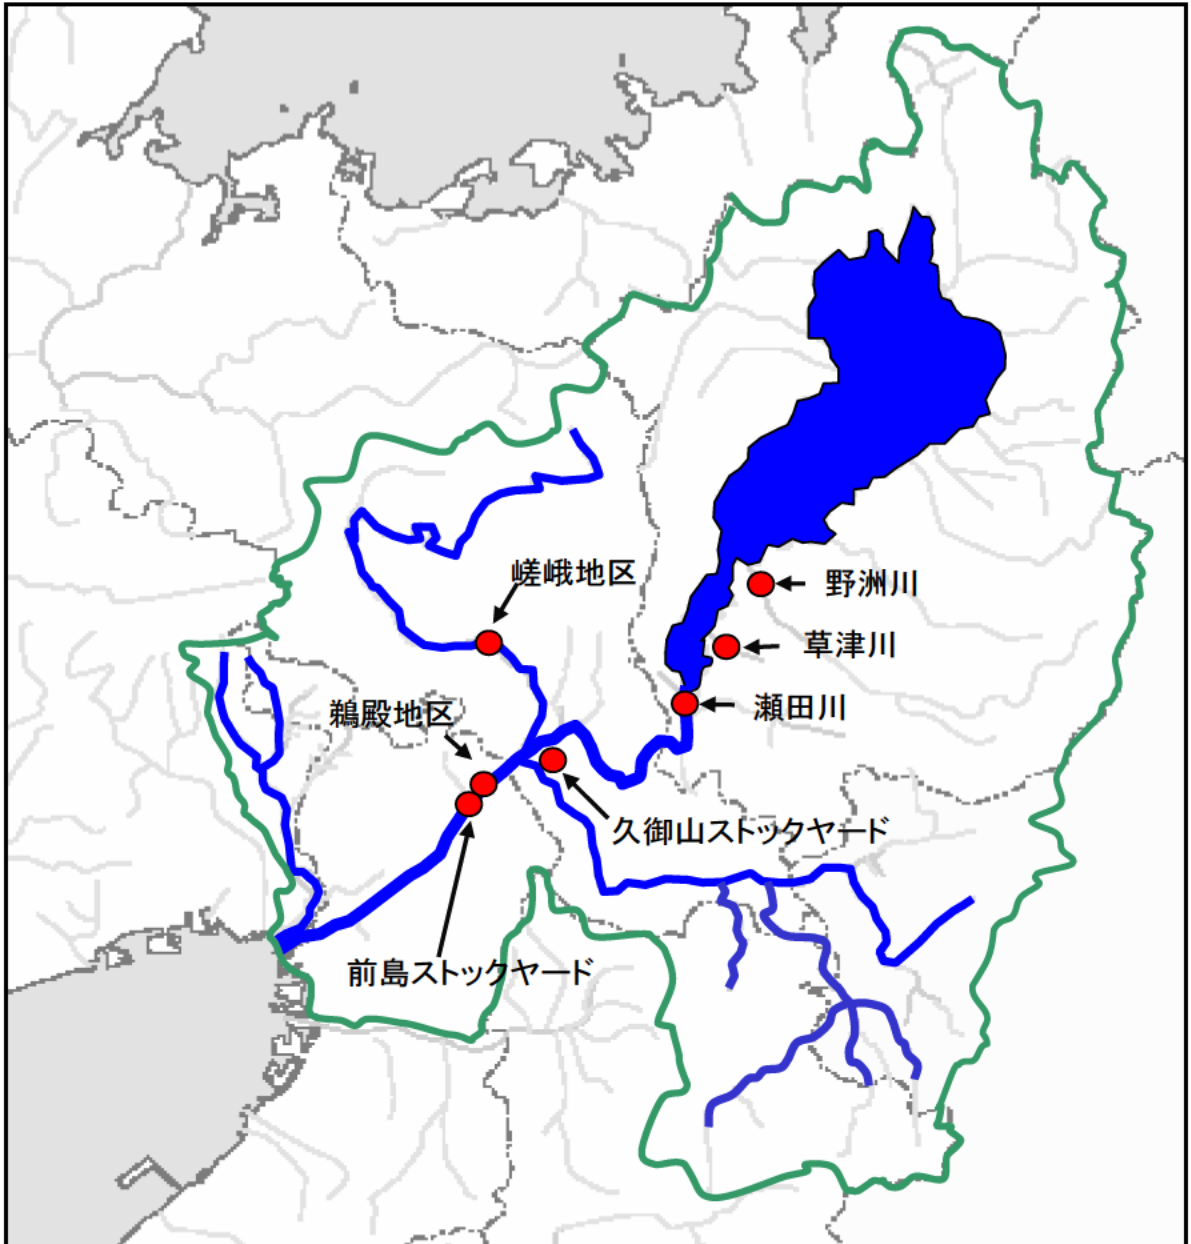 嵯峨地区
野洲川
草津川
瀬田川
鵜殿地区
久御山ストックヤード
前島ストックヤード